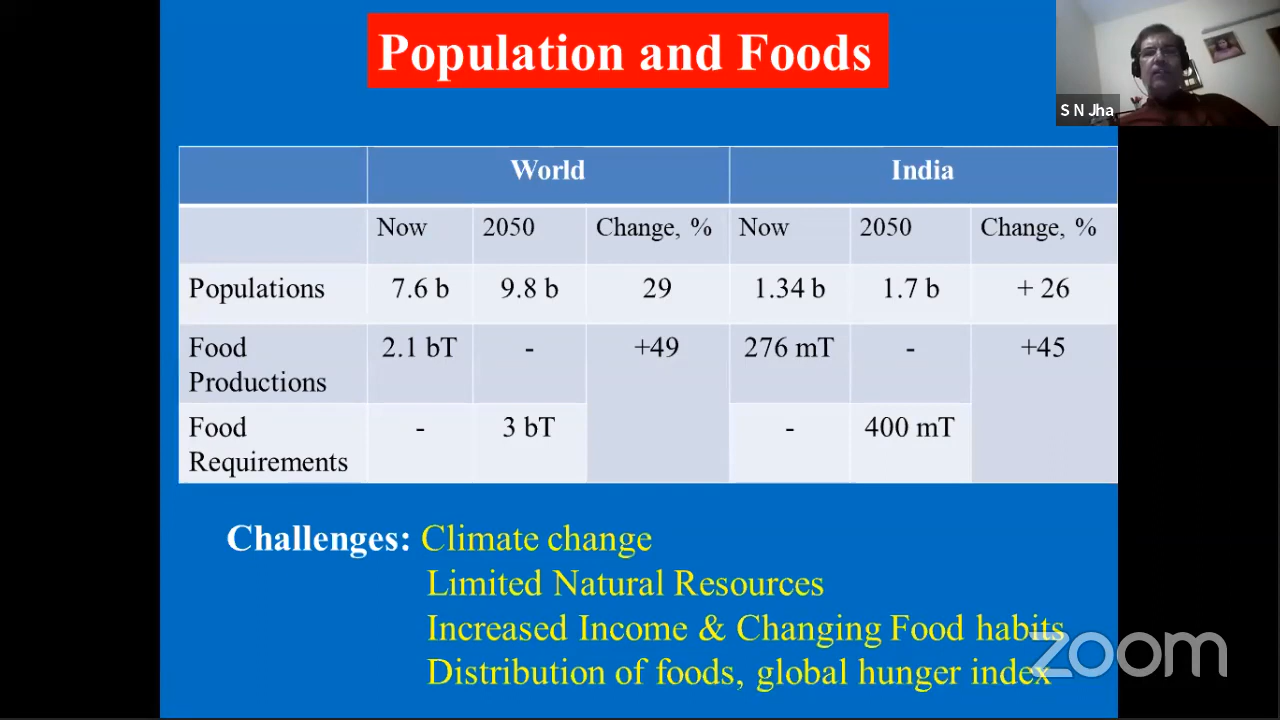 Population and Foods
S N Jha
World India
Now 2050 Change, % Now 2050 Change, %
Populations 7.6 b 9.8 b 29 1.34 b 1.7 b + 26
Food Productions 2.1 bT - +49 276 mT - +45
Food Requirements - 3 bT - 400 mT
Challenges: Climate change
Limited Natural Resources
Increased Income & Changing Food habits
Distribution of foods, global hunger index
zoom